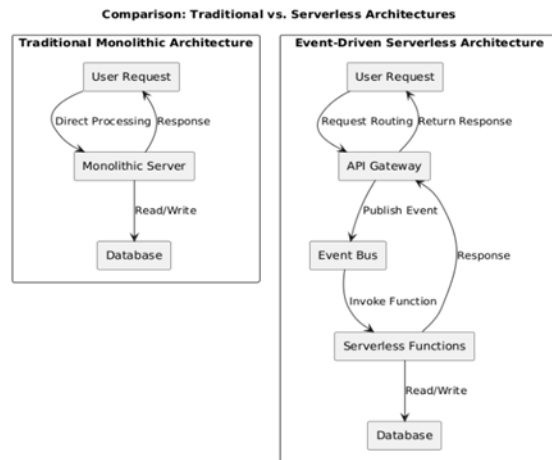 Comparison: Traditional vs. Serverless Architectures
Traditional Monolithic Architecture
User Request
Direct Processing
Response
Monolithic Server
Read/Write
Database
Event-Driven Serverless Architecture
User Request
Request Routing
Return Response
API Gateway
Publish Event
Event Bus
Response
Invoke Function
Serverless Functions
Read/Write
Database